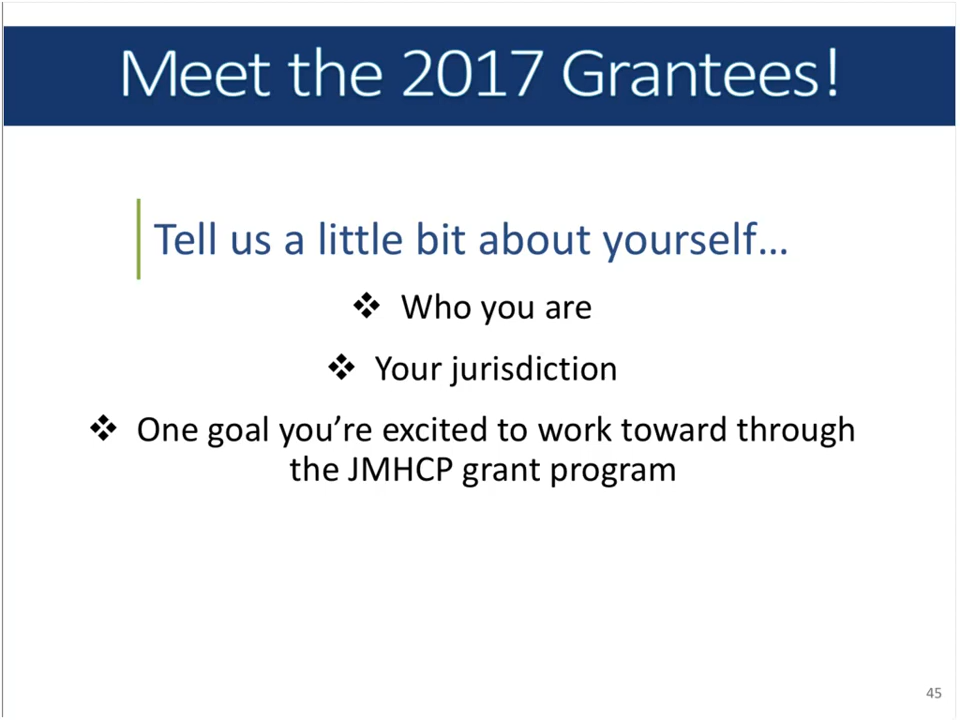 Meet the 2017 Grantees!
Tell us a little bit about yourself…
❖ Who you are
❖ Your jurisdiction
❖ One goal you’re excited to work toward through
the JMHCP grant program
45